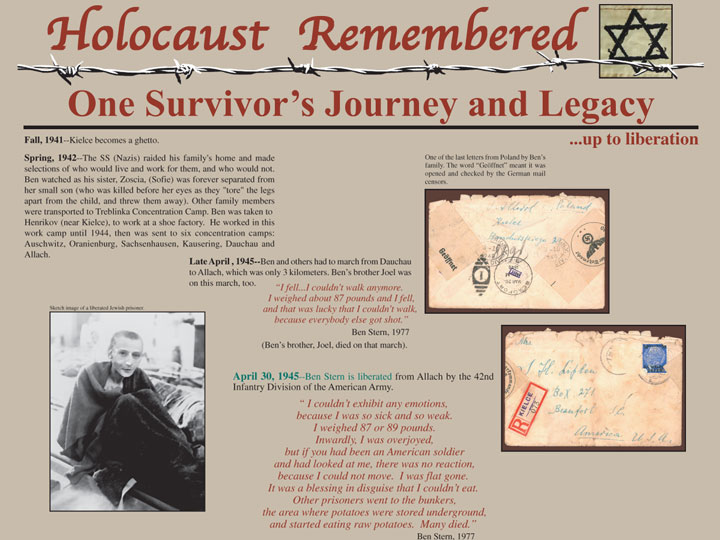 Holocaust Remembered
One Survivor's Journey and Legacy
...up to liberation
Fall, 1941--Kielce becomes a ghetto.
Spring, 1942--The SS (Nazis) raided his family's home and made
selections of who would live and work for them, and who would not.
Ben watched as his sister, Zoscia, (Sofie) was forever separated from
her small son (who was killed before her eyes as they "tore" the legs
apart from the child, and threw them away). Other family members
were transported to Treblinka Concentration Camp. Ben was taken to
Henrikov (near Kielce), to work at a shoe factory. He worked in this
work camp until 1944, then was sent to six concentration camps:
Auschwitz, Oranienburg, Sachsenhausen, Kausering, Dauchau and
Allach.
Late April , 1945--Ben and others had to march from Dauchau
to Allach, which was only 3 kilometers. Ben's brother Joel was
on this march, too.
"I fell...I couldn't walk anymore.
I weighed about 87 pounds and I fell,
and that was lucky that I couldn't walk,
because everybody else got shot."
Ben Stern, 1977
(Ben's brother, Joel, died on that march).
Sketch image of a liberated Jewish prisoner
April 30, 1945--Ben Stern is liberated from Allach by the 42nd
Infantry Division of the American Army.
" I couldn't exhibit any emotions,
because I was so sick and so weak.
I weighed 87 or 89 pounds.
Inwardly, I was overjoyed,
but if you had been an American soldier
and had looked at me, there was no reaction,
because I could not move. I was flat gone.
It was a blessing in disguise that I couldn't eat.
Other prisoners went to the bunkers,
the area where potatoes were stored underground,
and started eating raw potatoes. Many died."
Ben Stern, 1977
One of the last letters from Poland by Ben's
family. The word "Geöffnet" meant it was
opened and checked by the German mail
censors.
Poland
Kielce
Geöffnet
Box 271
Beaufort SC
America U.S.A.
R KIELCE